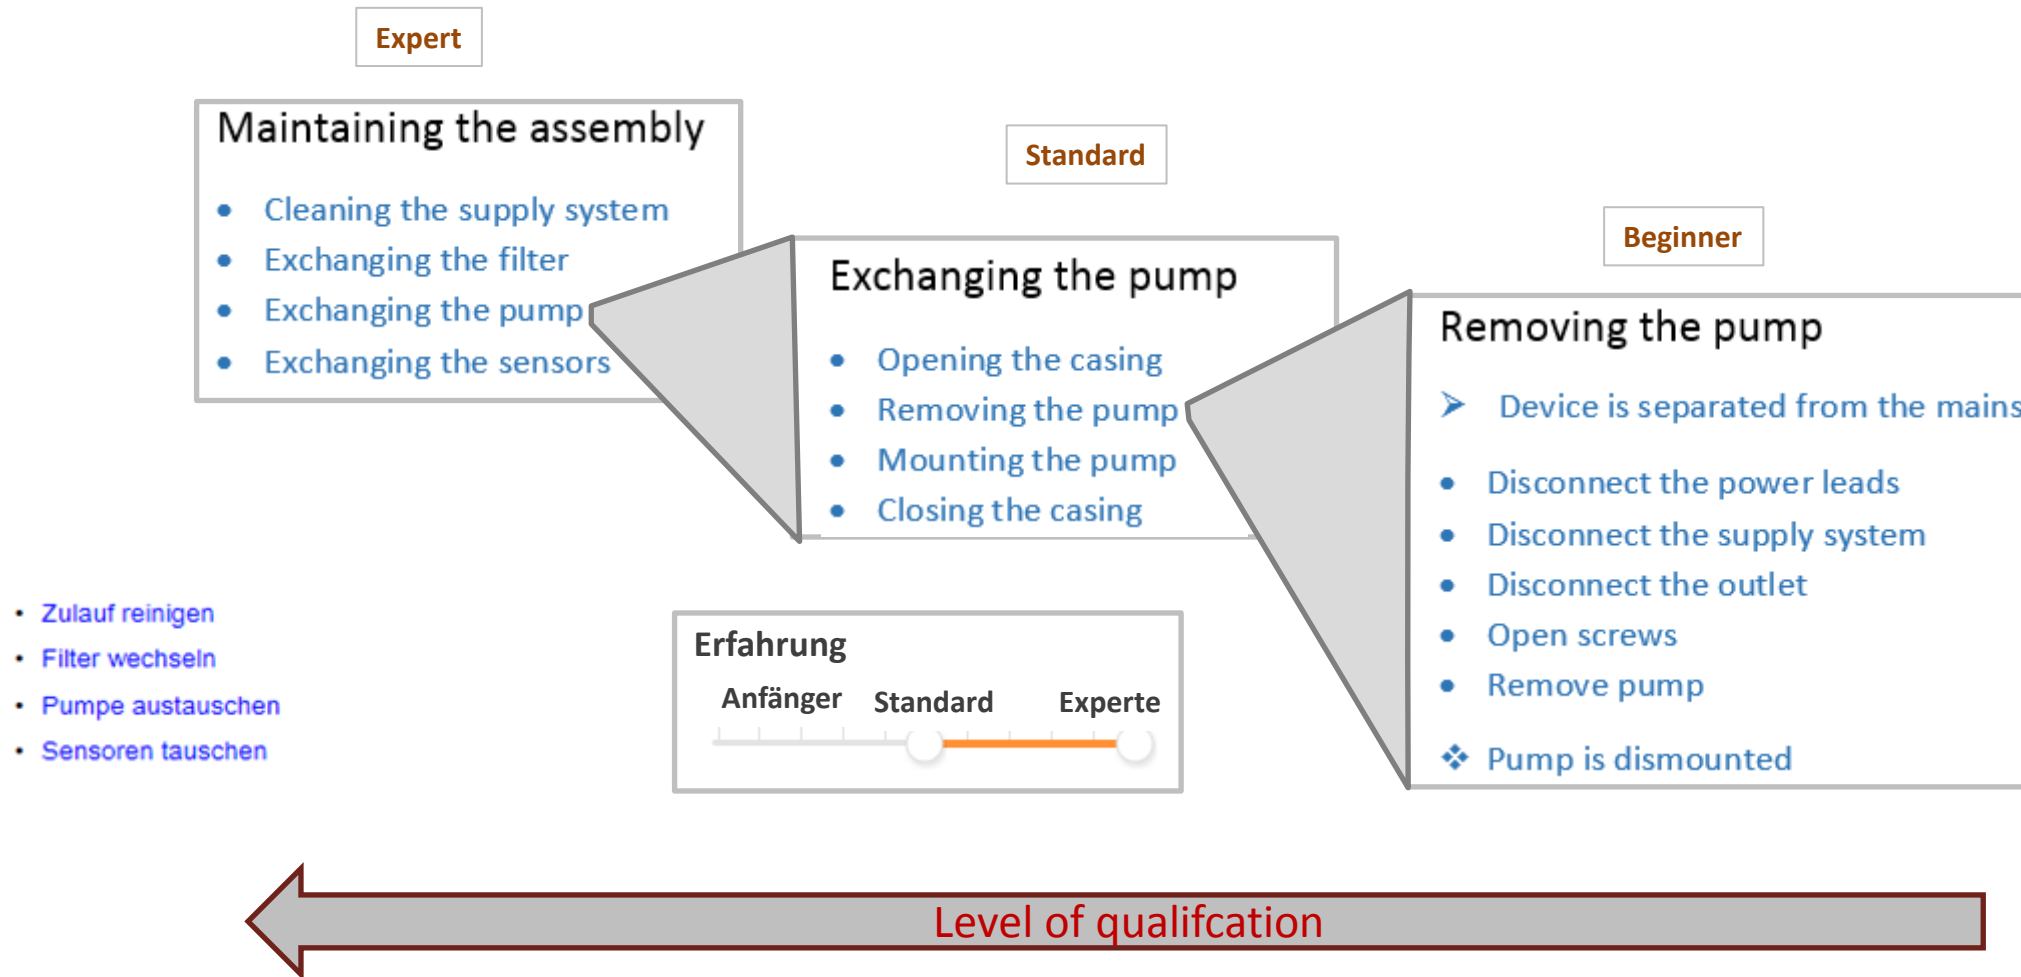 Expert
Maintaining the assembly
• Cleaning the supply system
• Exchanging the filter
• Exchanging the pump
• Exchanging the sensors
Standard
Exchanging the pump
• Opening the casing
• Removing the pump
• Mounting the pump
• Closing the casing
Beginner
Removing the pump
➢ Device is separated from the mains
• Disconnect the power leads
• Disconnect the supply system
• Disconnect the outlet
• Open screws
• Remove pump
❖ Pump is dismounted
• Zulauf reinigen
• Filter wechseln
• Pumpe austauschen
• Sensoren tauschen
Erfahrung
Anfänger Standard Experte
Level of qualifcation